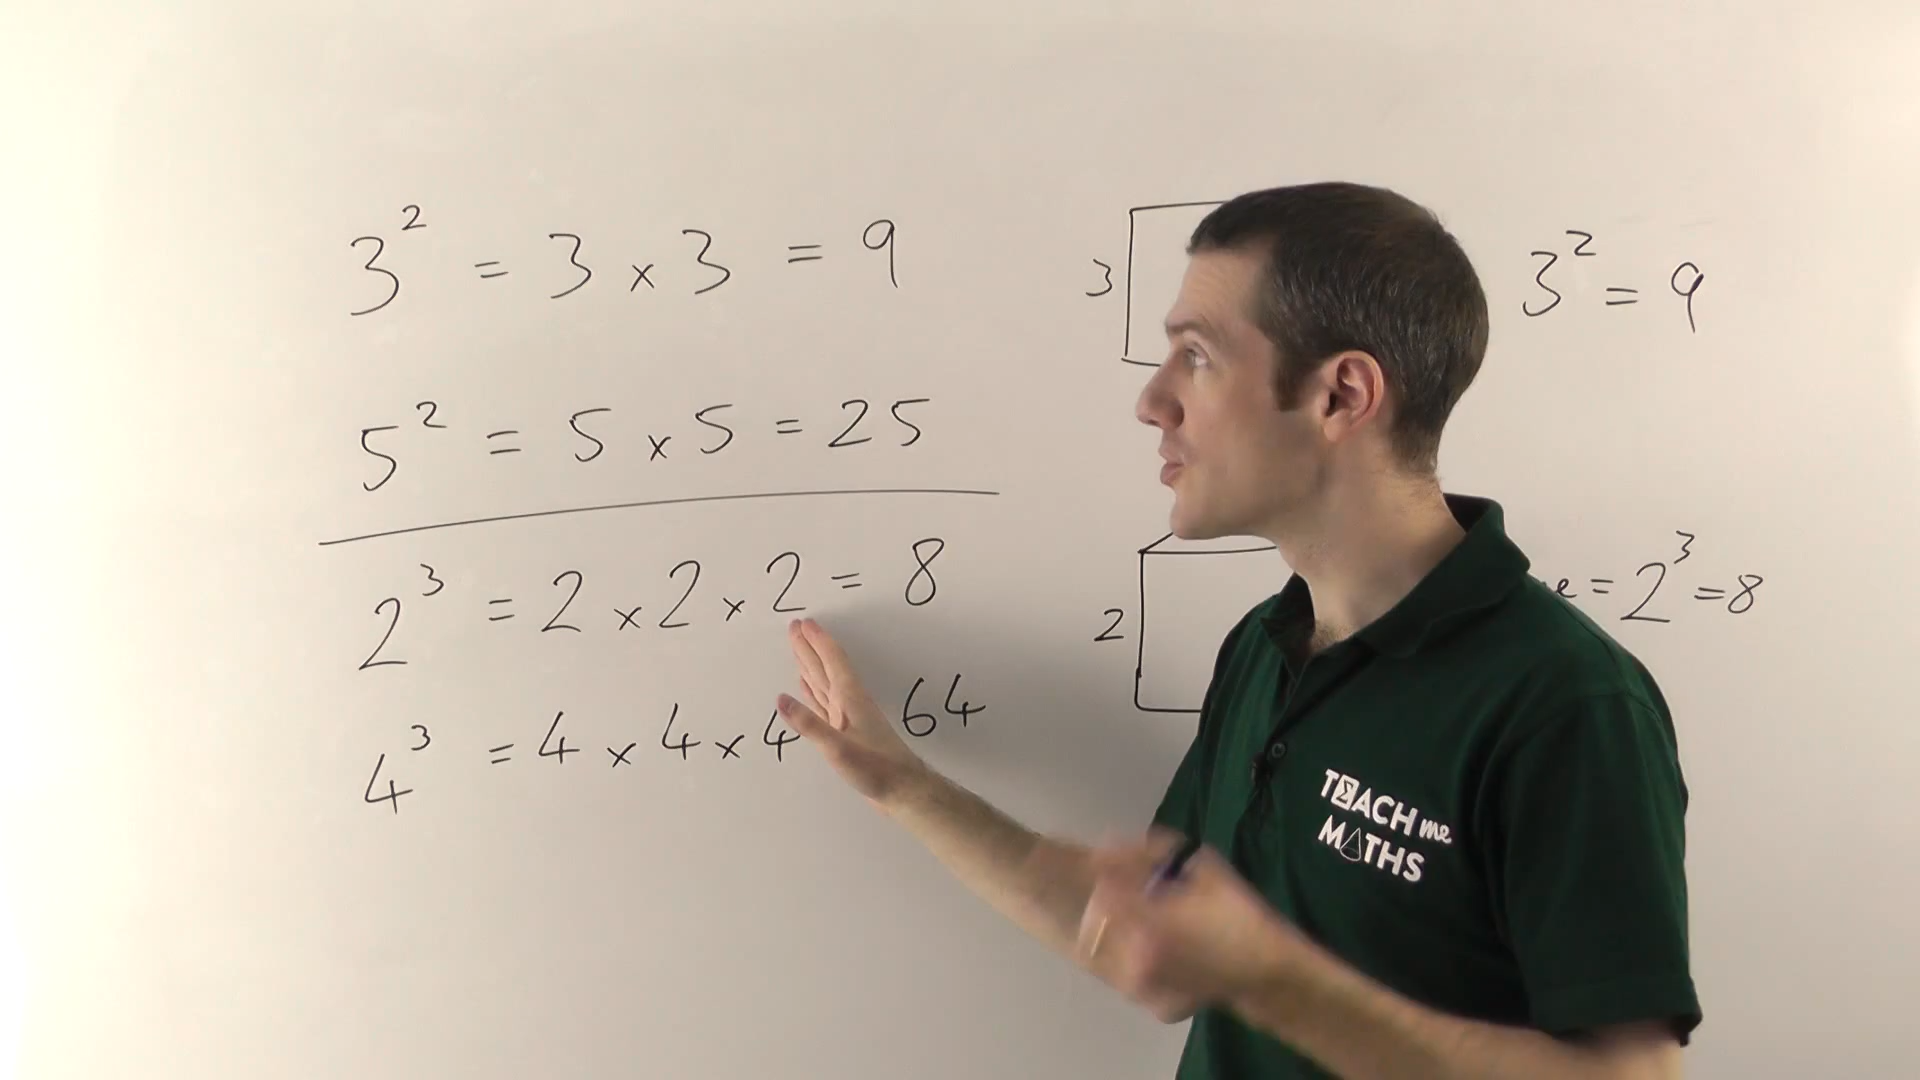 3² = 3 × 3 = 9
5² = 5 × 5 = 25
2³ = 2 × 2 × 2 = 8
4³ = 4 × 4 × 4 64
3
3² = 9
2
e = 2³ = 8
TEACH me
MATHS